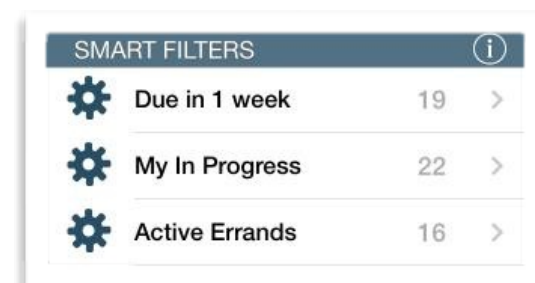 SMART FILTERS
Due in 1 week 19 >
My In Progress 22 >
Active Errands 16 >